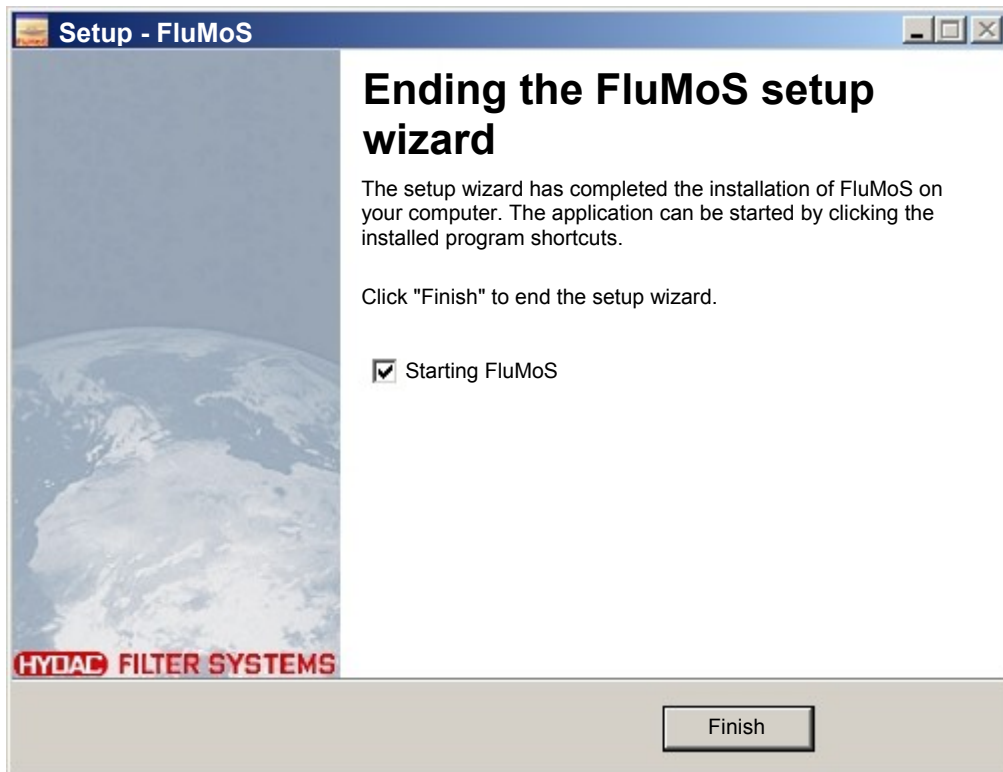 Setup - FluMoS
Ending the FluMoS setup
wizard
The setup wizard has completed the installation of FluMoS on
your computer. The application can be started by clicking the
installed program shortcuts.
Click "Finish" to end the setup wizard.
Starting FluMoS
HYDAC FILTER SYSTEMS
Finish